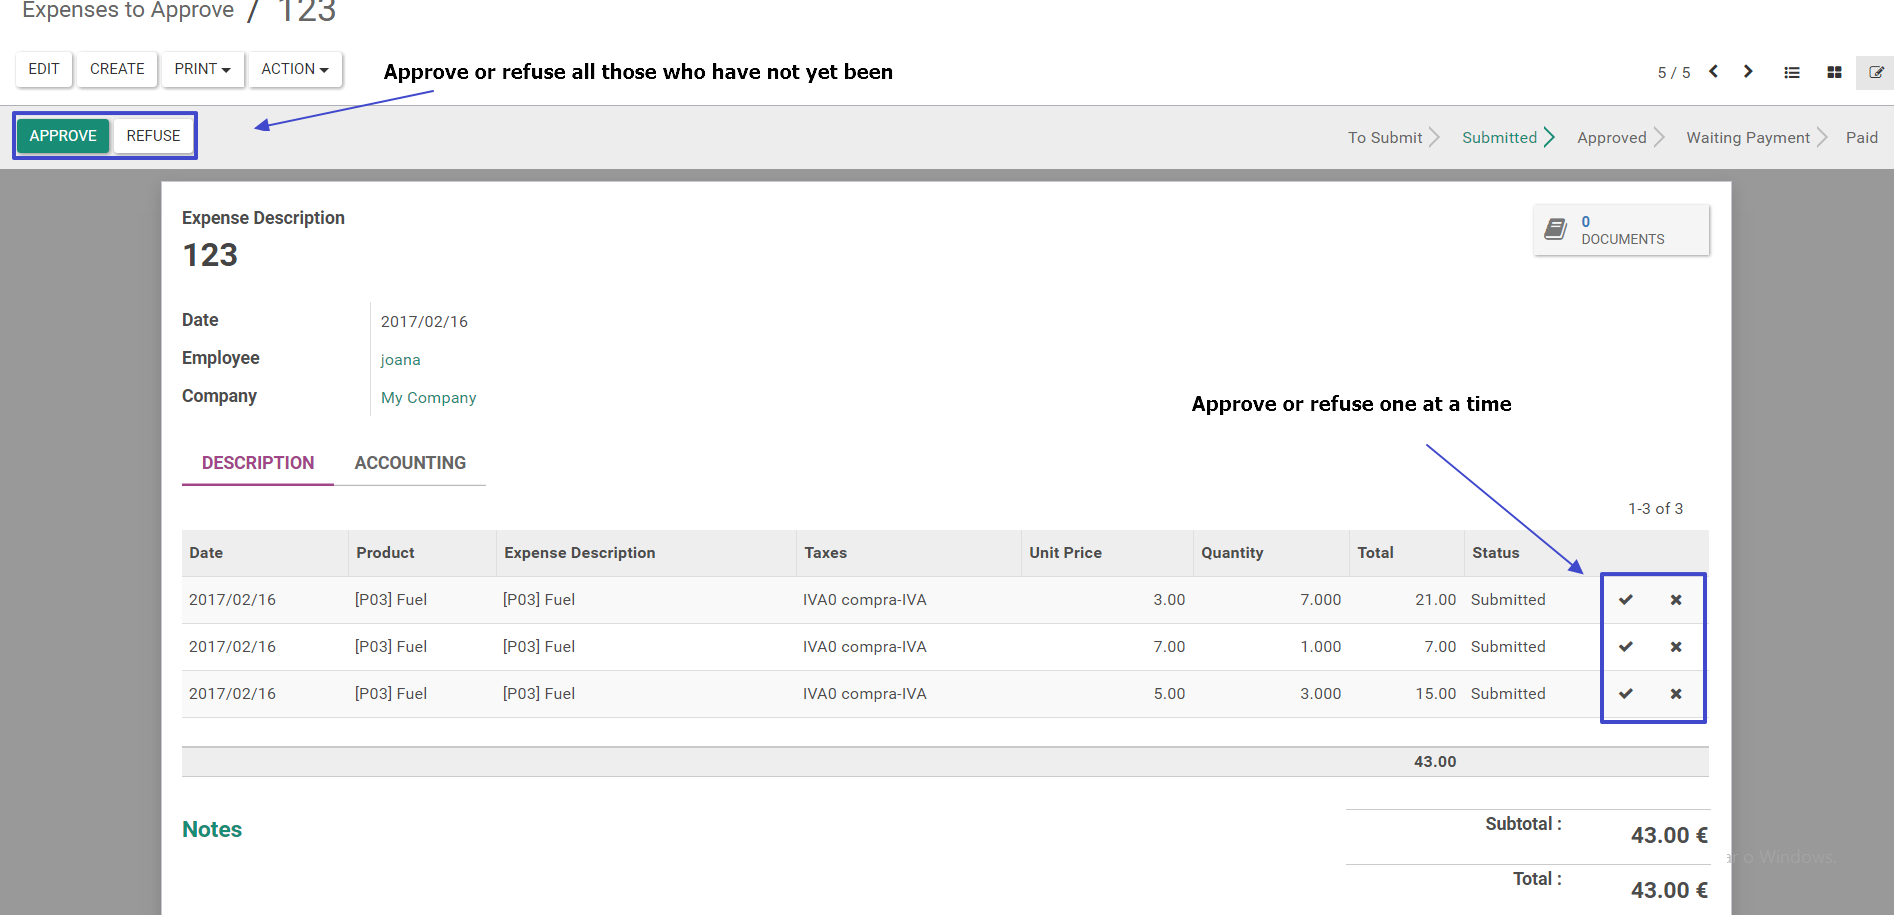 Expenses to Approve / 123
EDIT CREATE PRINT ACTION
Approve or refuse all those who have not yet been
5 / 5
APPROVE REFUSE
To Submit Submitted Approved Waiting Payment Paid
Expense Description
123
0
DOCUMENTS
Date 2017/02/16
Employee joana
Company My Company
Approve or refuse one at a time
DESCRIPTION ACCOUNTING
1-3 of 3
Date Product Expense Description Taxes Unit Price Quantity Total Status
2017/02/16 [P03] Fuel [P03] Fuel IVA0 compra-IVA 3.00 7.000 21.00 Submitted
2017/02/16 [P03] Fuel [P03] Fuel IVA0 compra-IVA 7.00 1.000 7.00 Submitted
2017/02/16 [P03] Fuel [P03] Fuel IVA0 compra-IVA 5.00 3.000 15.00 Submitted
43.00
Notes
Subtotal : 43.00 €
o Windows.
Total : 43.00 €